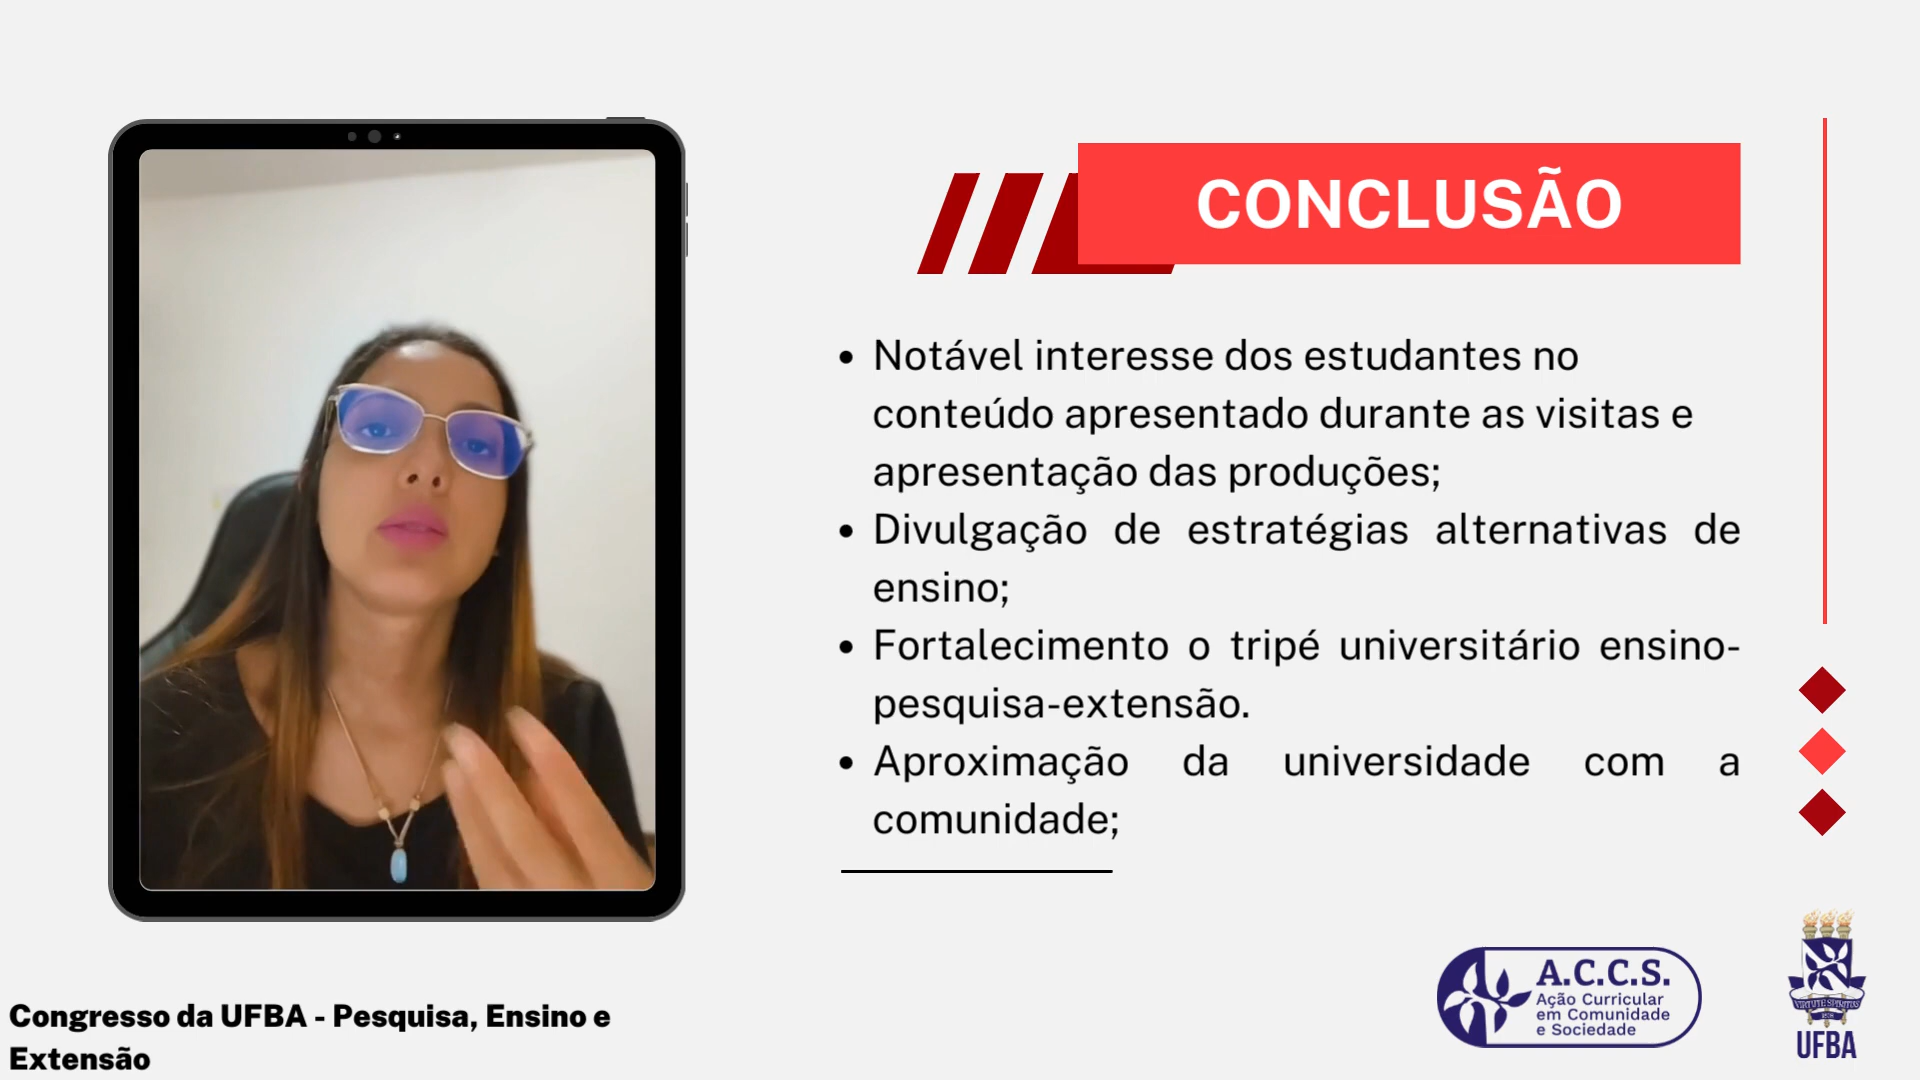 CONCLUSÃO
Notável interesse dos estudantes no
conteúdo apresentado durante as visitas e
apresentação das produções;
Divulgação de estratégias alternativas de
ensino;
Fortalecimento o tripé universitário ensino-
pesquisa-extensão.
Aproximação da universidade com a
comunidade;
Congresso da UFBA - Pesquisa, Ensino e
Extensão
A.C.C.S.
Ação Curricular
em Comunidade
e Sociedade
VIRTUTE SPIRITUS
UFBA